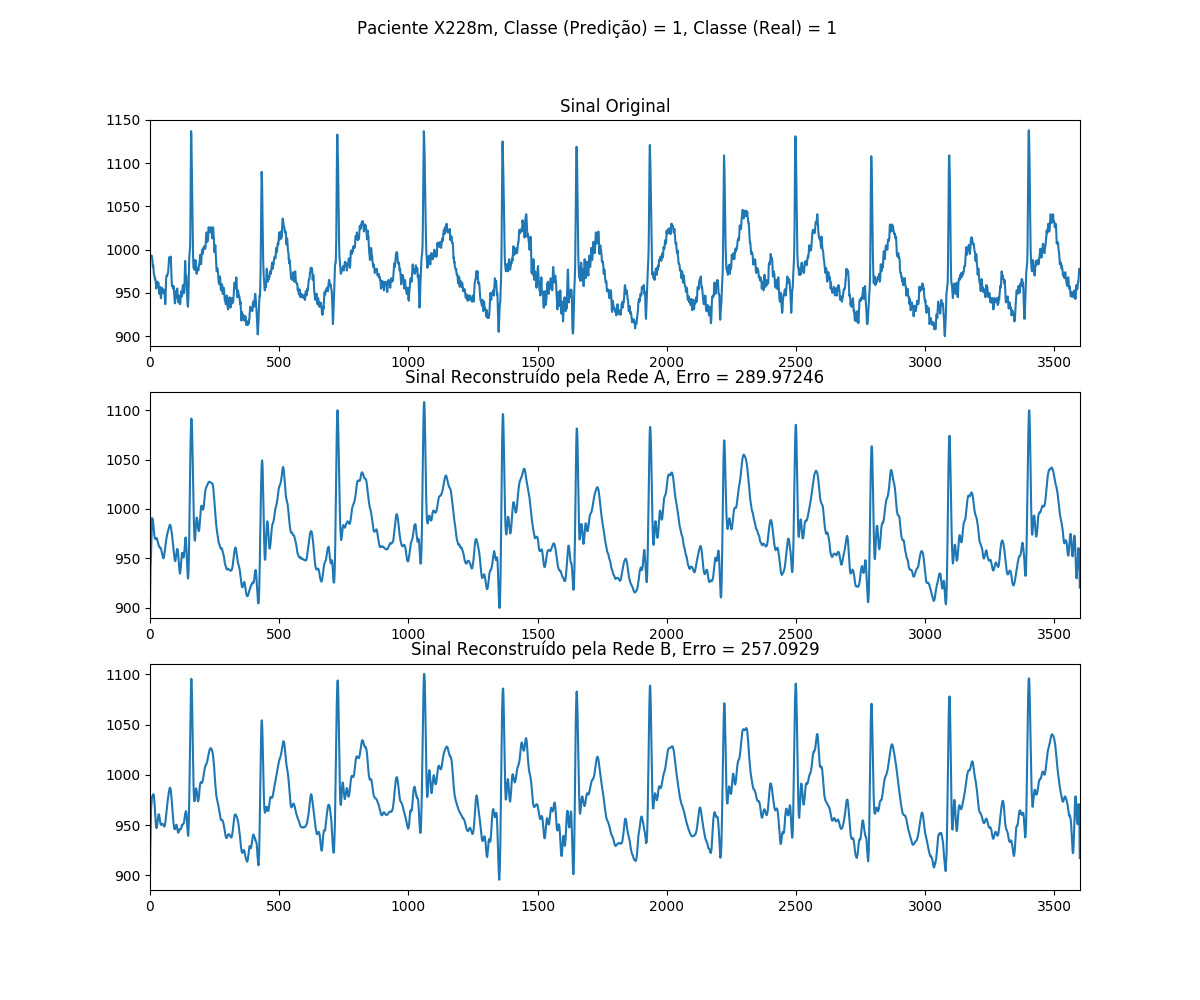 Paciente X228m, Classe (Predição) = 1, Classe (Real) = 1
Sinal Original
1150
1100
1050
1000
950
900
0 500 1000 1500 2000 2500 3000 3500
Sinal Reconstruído pela Rede A, Erro = 289.97246
1100
1050
1000
950
900
0 500 1000 1500 2000 2500 3000 3500
Sinal Reconstruído pela Rede B, Erro = 257.0929
1100
1050
1000
950
900
0 500 1000 1500 2000 2500 3000 3500